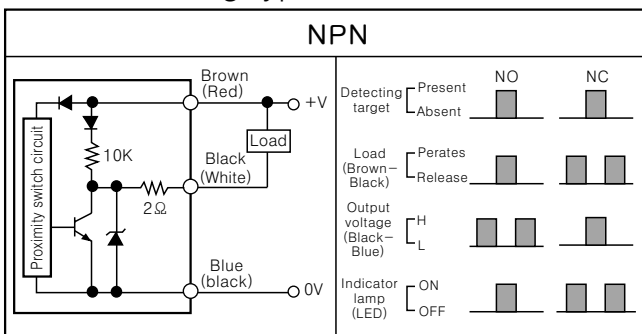 NPN
Brown
(Red)
+V
Load
10K
Black
(White)
2Ω
Proximity switch circuit
Blue
(black)
0V
NO
NC
Detecting
target
Present
Absent
Load
(Brown-
Black)
Perates
Release
Output
voltage
(Black-
Blue)
H
L
Indicator
lamp
(LED)
ON
OFF